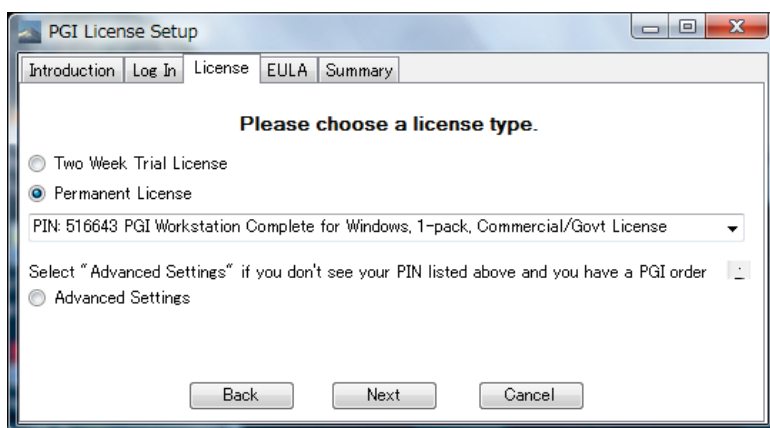 PGI License Setup
Introduction Log In License EULA Summary
Please choose a license type.
Two Week Trial License
Permanent License
PIN: 516643 PGI Workstation Complete for Windows, 1-pack, Commercial/Govt License
Select "Advanced Settings" if you don't see your PIN listed above and you have a PGI order
Advanced Settings
Back Next Cancel